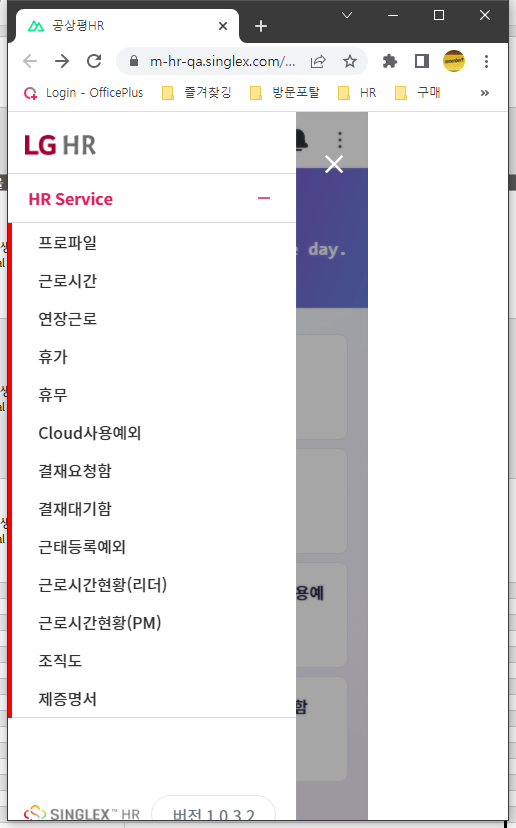 공상평HR
m-hr-qa.singlex.com/...
Login - OfficePlus
즐겨찾깅
방문포탈
HR
구매
LG HR
HR Service
e day.
프로파일
근로시간
연장근로
휴가
휴무
Cloud사용예외
결재요청함
결재대기함
근태등록예외
용예
근로시간현황(리더)
근로시간현황(PM)
조직도
제증명서
함
SINGLEX™ HR
버전 1.0.3.2